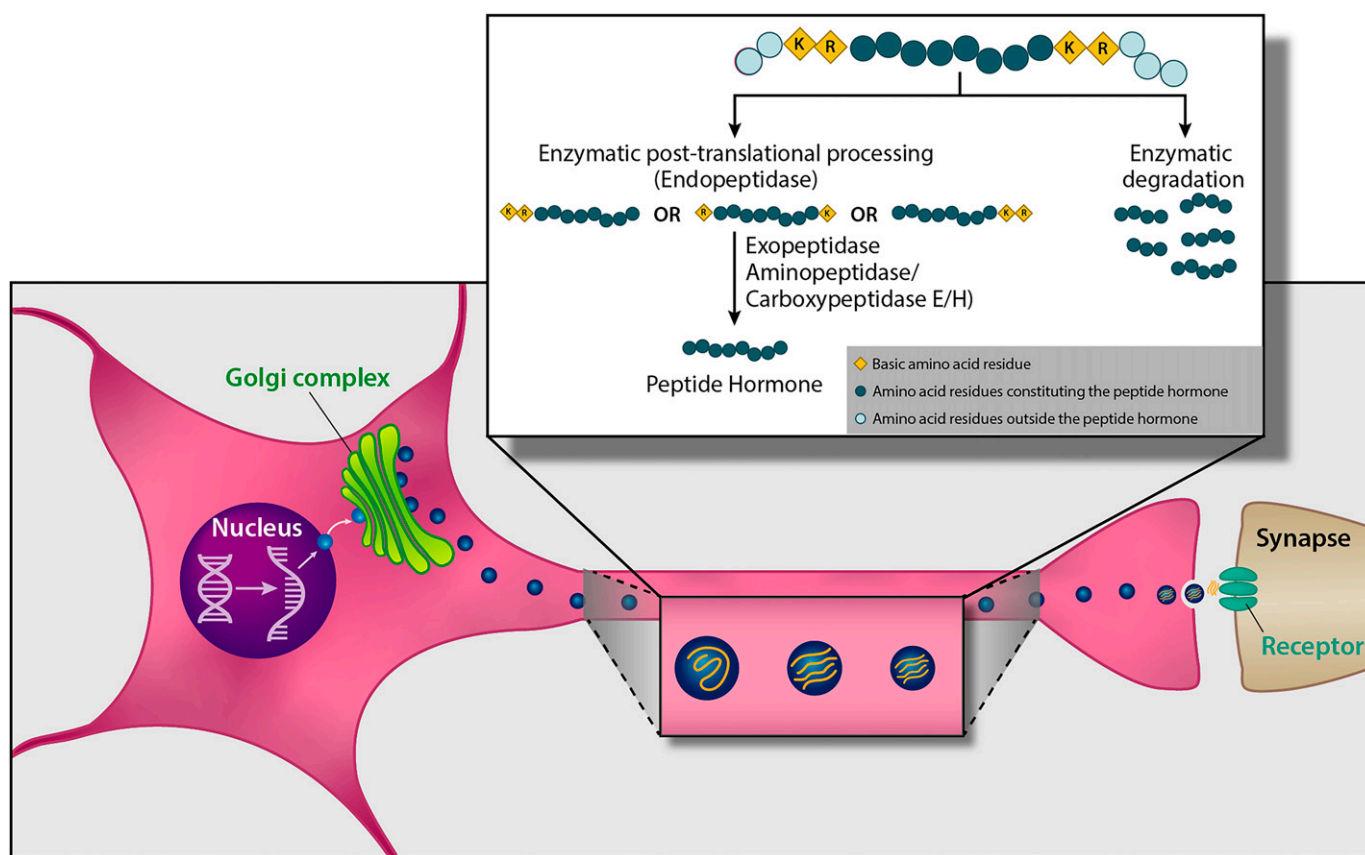 K R K R
Enzymatic post-translational processing
(Endopeptidase)
Enzymatic
degradation
K R OR R K OR K R
Exopeptidase
Aminopeptidase/
Carboxypeptidase E/H)
Peptide Hormone
Basic amino acid residue
Amino acid residues constituting the peptide hormone
Amino acid residues outside the peptide hormone
Golgi complex
Nucleus
Synapse
Receptor